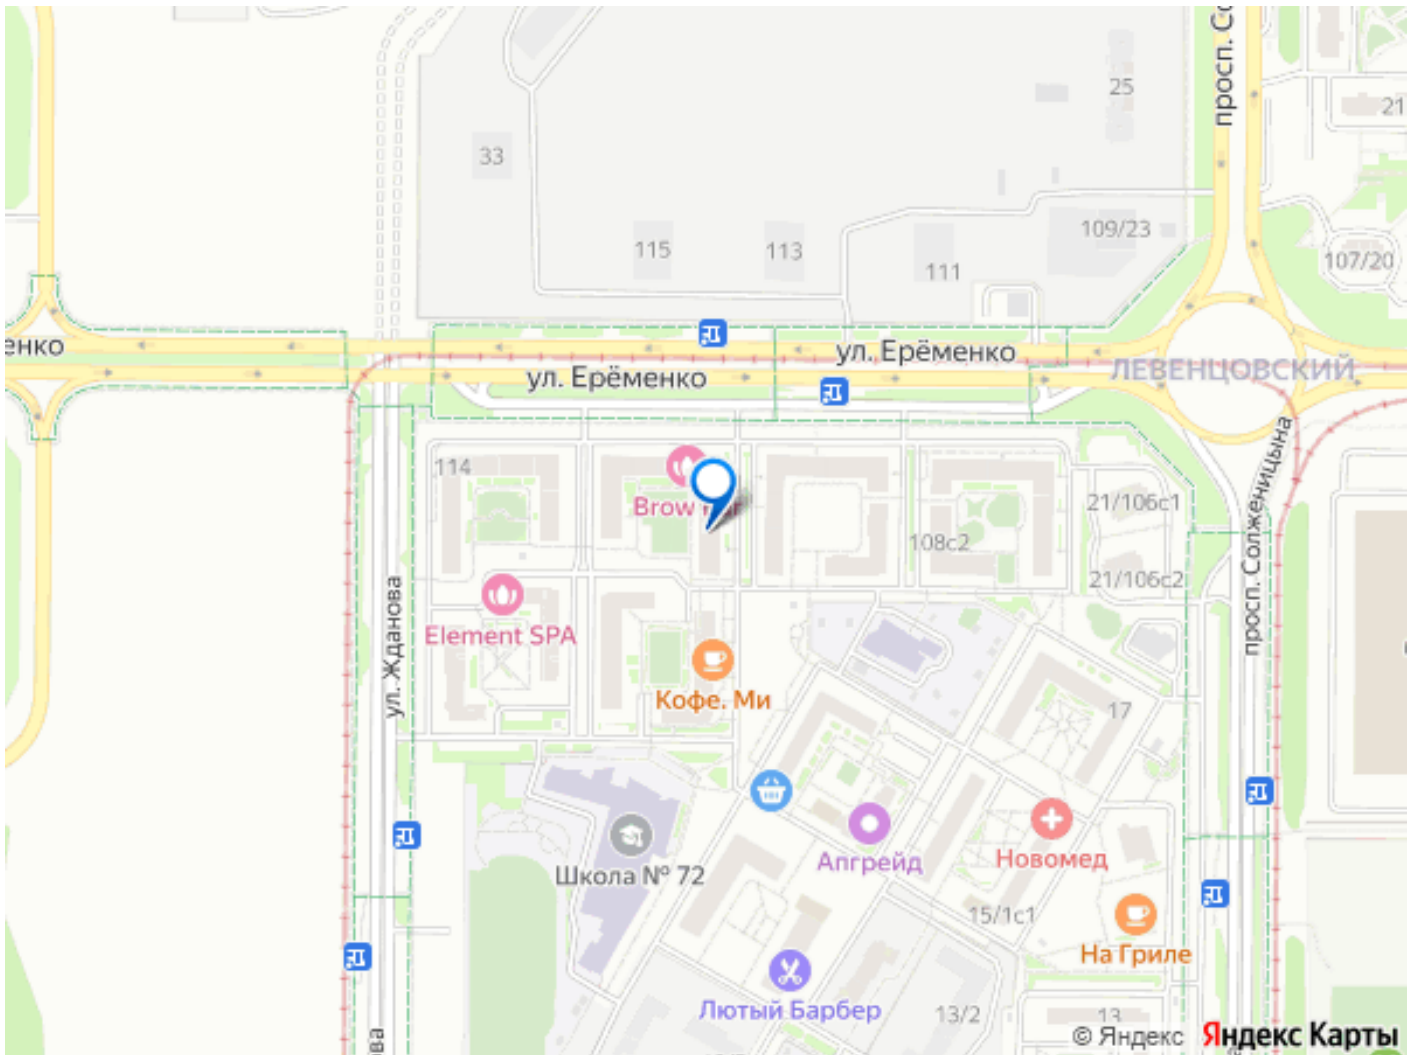 просп. Со
25
21
33
109/23
115
113
111
107/20
ул. Ерёменко
енко
ул. Ерёменко
ЛЕВЕНЦОВСКИЙ
114
Brow
21/106с1
108с2
21/106с2
просп. Солженицына
ул. Жданова
Element SPA
Кофе. Ми
17
Школа № 72
Апгрейд
Новомед
15/1с1
На Гриле
Лютый Барбер
13/2
13
ва
© Яндекс Яндекс Карты